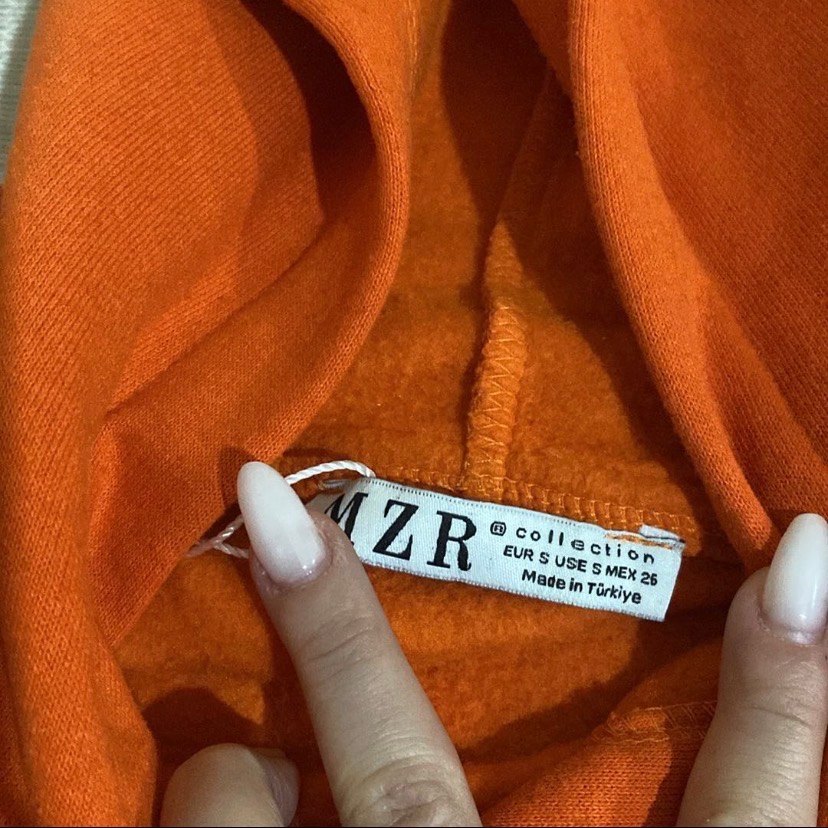 MZR
® collection
EUR S USE S MEX 26
Made in Türkiye